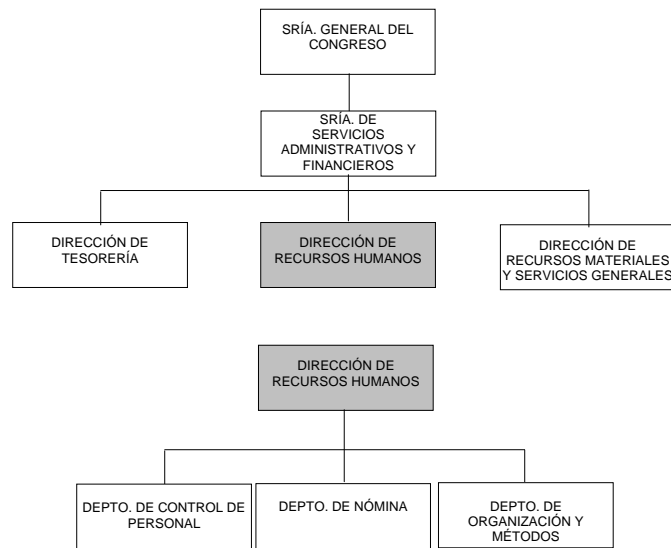 SRÍA. GENERAL DEL
CONGRESO
SRÍA. DE
SERVICIOS
ADMINISTRATIVOS Y
FINANCIEROS
DIRECCIÓN DE
TESORERÍA
DIRECCIÓN DE
RECURSOS HUMANOS
DIRECCIÓN DE
RECURSOS MATERIALES
Y SERVICIOS GENERALES
DIRECCIÓN DE
RECURSOS HUMANOS
DEPTO. DE CONTROL DE
PERSONAL
DEPTO. DE NÓMINA
DEPTO. DE
ORGANIZACIÓN Y
MÉTODOS